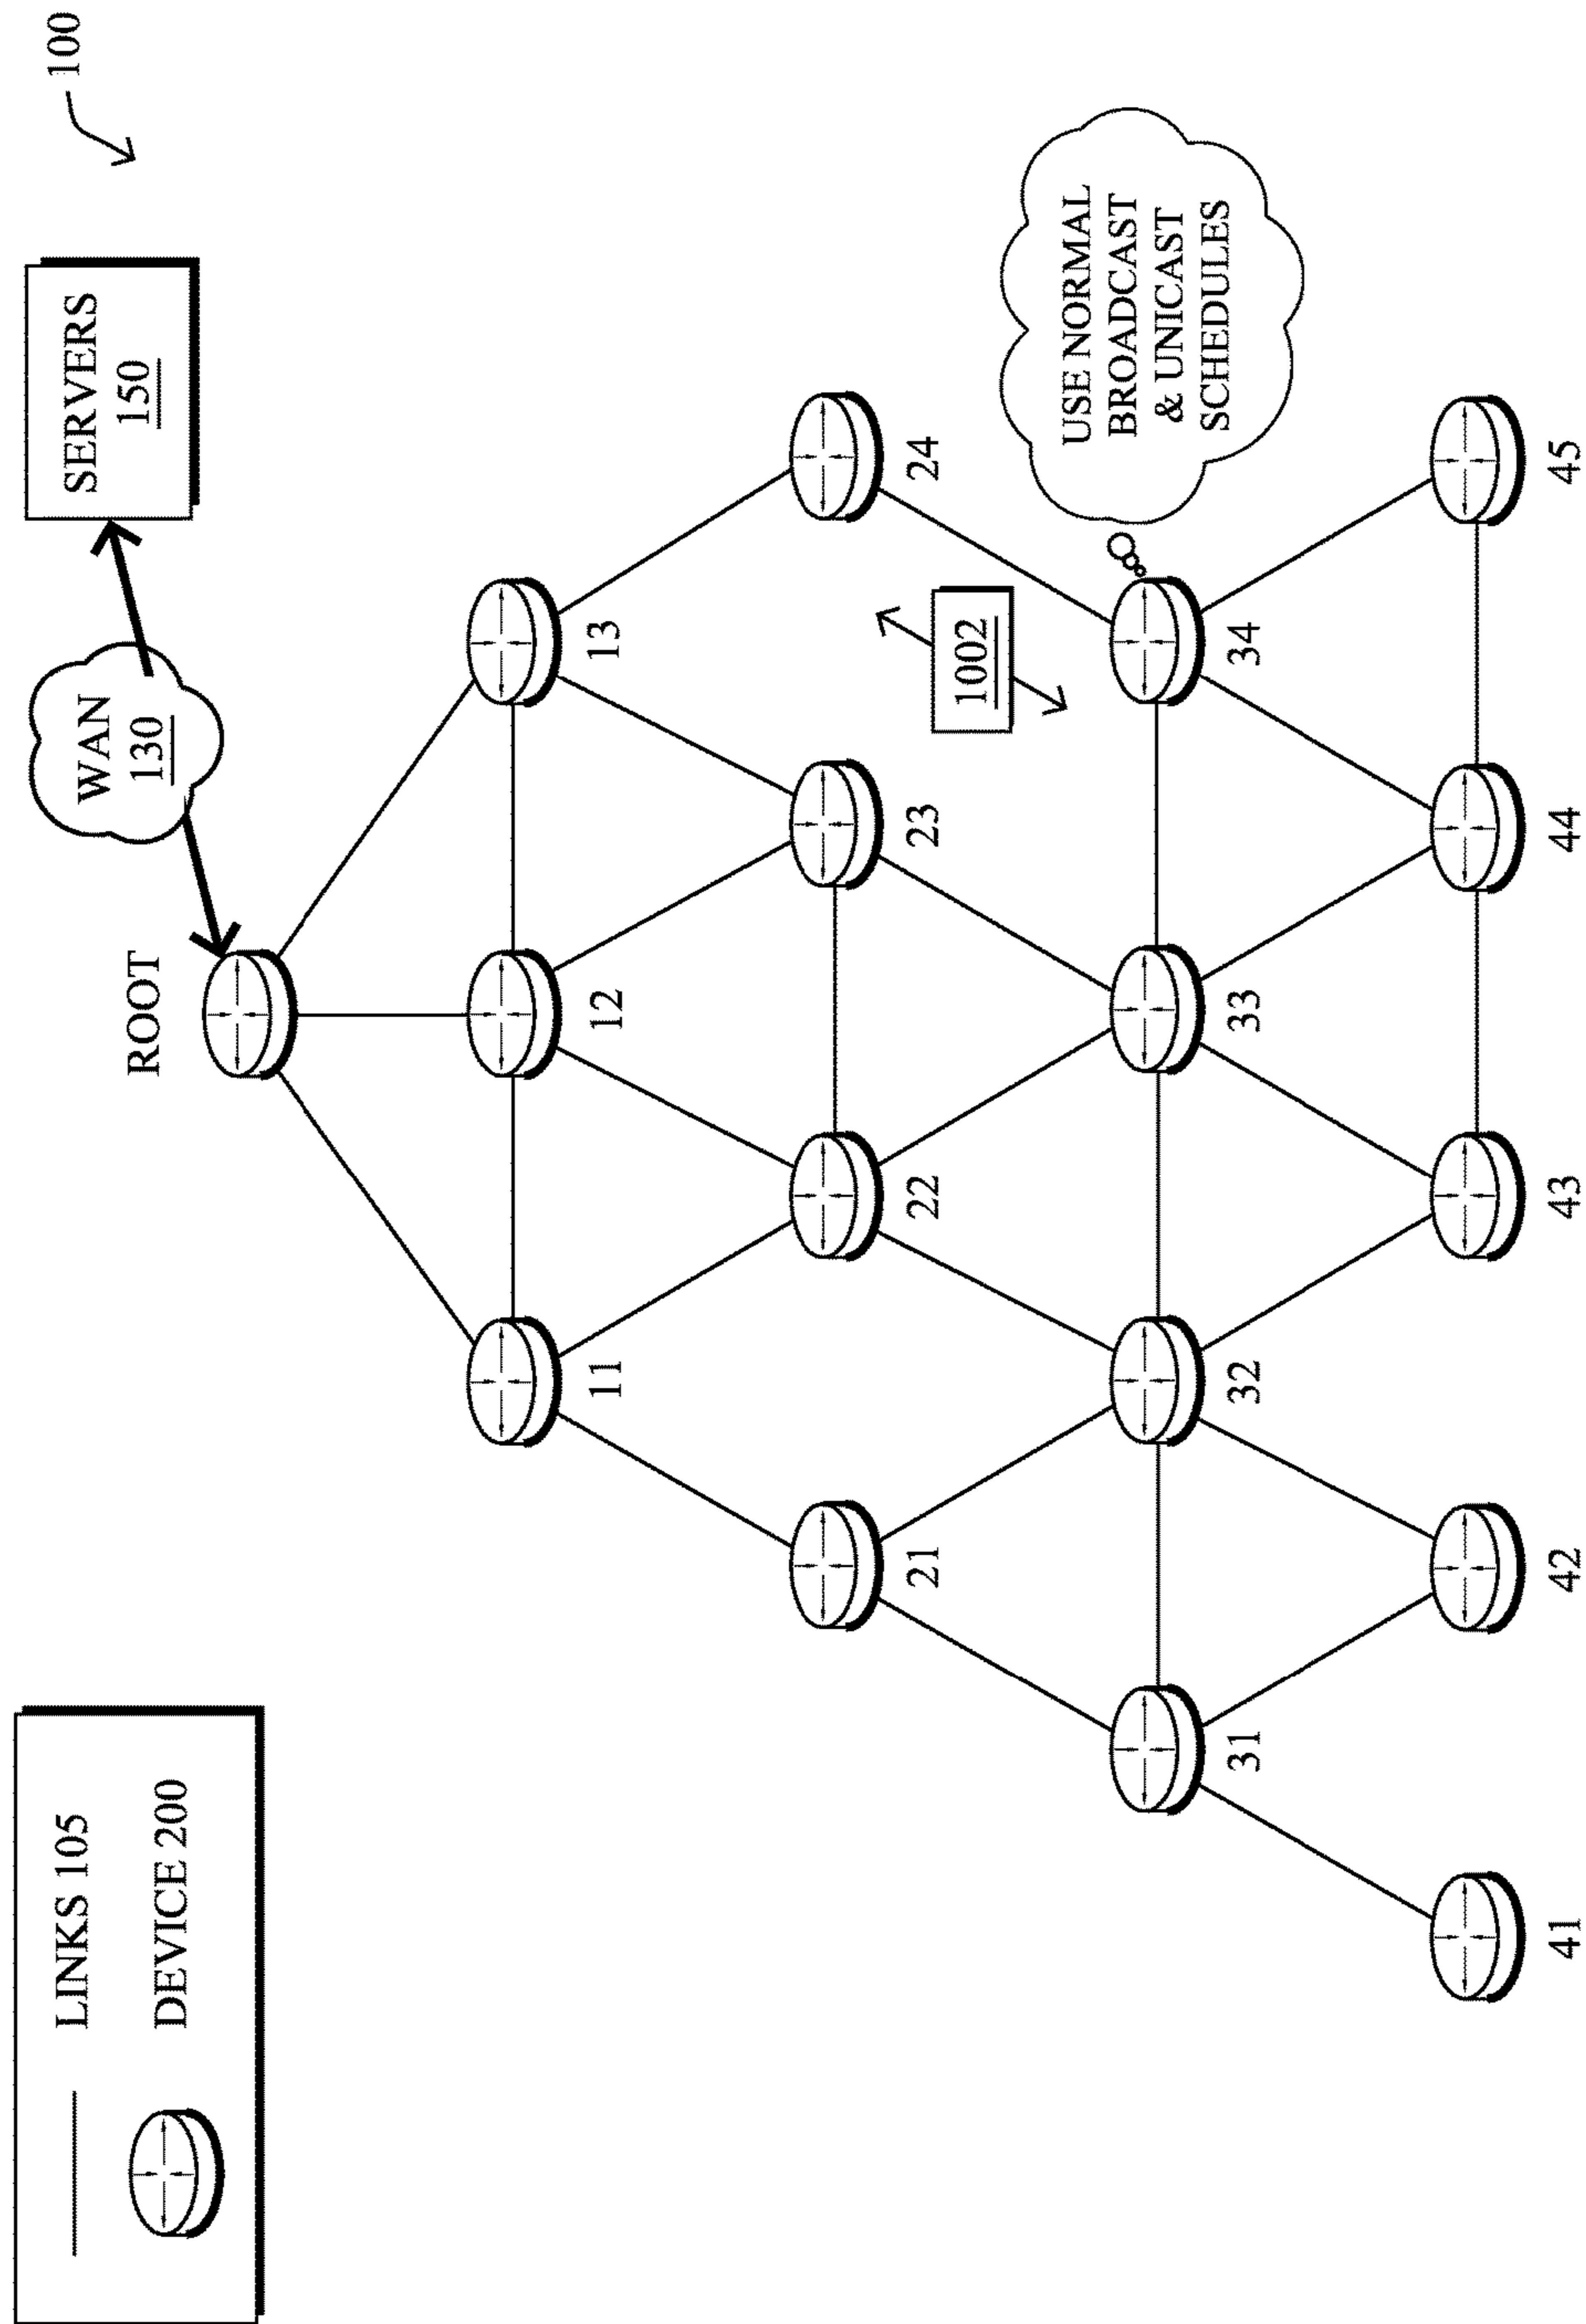 LINKS 105
DEVICE 200
100
SERVERS
150
WAN
130
ROOT
11
12
13
21
22
23
24
1002
USE NORMAL
BROADCAST
& UNICAST
SCHEDULES
31
32
33
34
41
42
43
44
45